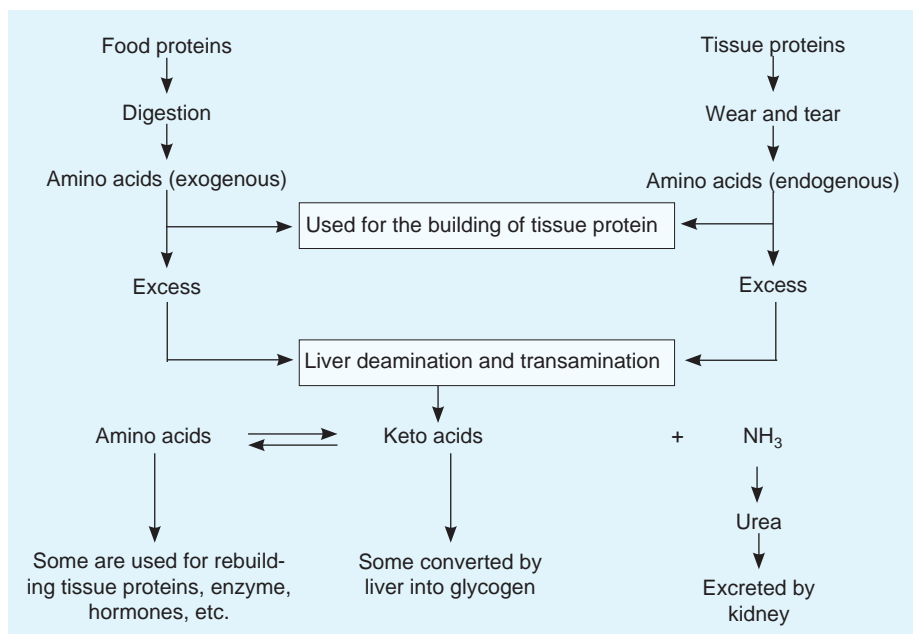 Food proteins
Tissue proteins
Digestion
Wear and tear
Amino acids (exogenous)
Amino acids (endogenous)
Used for the building of tissue protein
Excess
Excess
Liver deamination and transamination
Amino acids
Keto acids
+
NH₃
Urea
Some are used for rebuild-
ing tissue proteins, enzyme,
hormones, etc.
Some converted by
liver into glycogen
Excreted by
kidney